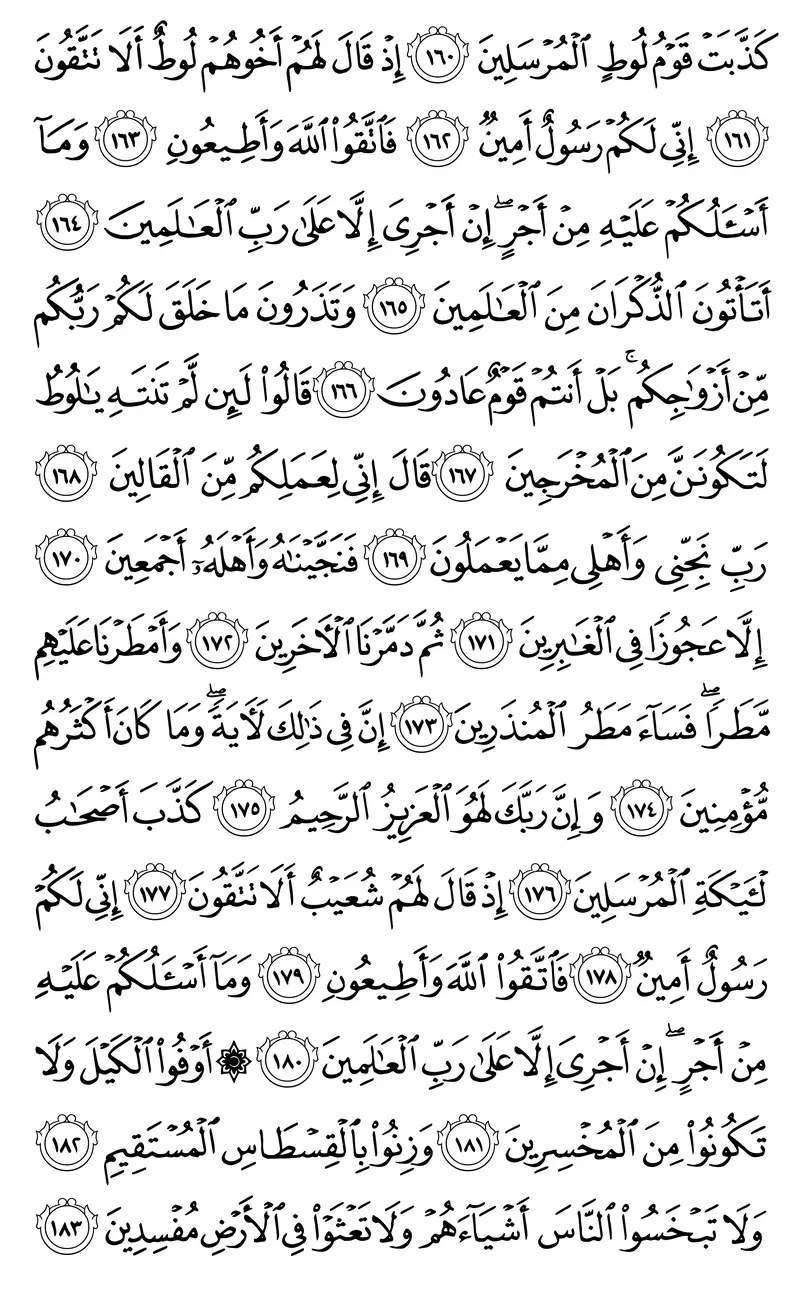 كَذَّبَتۡ قَوۡمُ لُوطٍ ٱلۡمُرۡسَلِينَ ١٦٠ إِذۡ قَالَ لَهُمۡ أَخُوهُمۡ لُوطٌ أَلَا تَتَّقُونَ
١٦١ إِنِّي لَكُمۡ رَسُولٌ أَمِينٞ ١٦٢ فَٱتَّقُواْ ٱللَّهَ وَأَطِيعُونِ ١٦٣ وَمَآ
أَسۡـَٔلُكُمۡ عَلَيۡهِ مِنۡ أَجۡرٍۖ إِنۡ أَجۡرِيَ إِلَّا عَلَىٰ رَبِّ ٱلۡعَٰلَمِينَ ١٦٤
أَتَأۡتُونَ ٱلذُّكۡرَانَ مِنَ ٱلۡعَٰلَمِينَ ١٦٥ وَتَذَرُونَ مَا خَلَقَ لَكُمۡ رَبُّكُم
مِّنۡ أَزۡوَٰجِكُمۚ بَلۡ أَنتُمۡ قَوۡمٌ عَادُونَ ١٦٦ قَالُواْ لَئِن لَّمۡ تَنتَهِ يَٰلُوطُ
لَتَكُونَنَّ مِنَ ٱلۡمُخۡرَجِينَ ١٦٧ قَالَ إِنِّي لِعَمَلِكُم مِّنَ ٱلۡقَالِينَ ١٦٨
رَبِّ نَجِّنِي وَأَهۡلِي مِمَّا يَعۡمَلُونَ ١٦٩ فَنَجَّيۡنَٰهُ وَأَهۡلَهُۥٓ أَجۡمَعِينَ ١٧٠
إِلَّا عَجُوزٗا فِي ٱلۡغَٰبِرِينَ ١٧١ ثُمَّ دَمَّرۡنَا ٱلۡأٓخَرِينَ ١٧٢ وَأَمۡطَرۡنَا عَلَيۡهِم
مَّطَرٗاۖ فَسَآءَ مَطَرُ ٱلۡمُنذَرِينَ ١٧٣ إِنَّ فِي ذَٰلِكَ لَأٓيَةٗۖ وَمَا كَانَ أَكۡثَرُهُم
مُّؤۡمِنِينَ ١٧٤ وَإِنَّ رَبَّكَ لَهُوَ ٱلۡعَزِيزُ ٱلرَّحِيمُ ١٧٥ كَذَّبَ أَصۡحَٰبُ
لۡـَٔيۡكَةِ ٱلۡمُرۡسَلِينَ ١٧٦ إِذۡ قَالَ لَهُمۡ شُعَيۡبٌ أَلَا تَتَّقُونَ ١٧٧ إِنِّي لَكُمۡ
رَسُولٌ أَمِينٞ ١٧٨ فَٱتَّقُواْ ٱللَّهَ وَأَطِيعُونِ ١٧٩ وَمَآ أَسۡـَٔلُكُمۡ عَلَيۡهِ
مِنۡ أَجۡرٍۖ إِنۡ أَجۡرِيَ إِلَّا عَلَىٰ رَبِّ ٱلۡعَٰلَمِينَ ١٨٠ ۞ أَوۡفُواْ ٱلۡكَيۡلَ وَلَا
تَكُونُواْ مِنَ ٱلۡمُخۡسِرِينَ ١٨١ وَزِنُواْ بِٱلۡقِسۡطَاسِ ٱلۡمُسۡتَقِيمِ ١٨٢
وَلَا تَبۡخَسُواْ ٱلنَّاسَ أَشۡيَآءَهُمۡ وَلَا تَعۡثَوۡاْ فِي ٱلۡأَرۡضِ مُفۡسِدِينَ ١٨٣